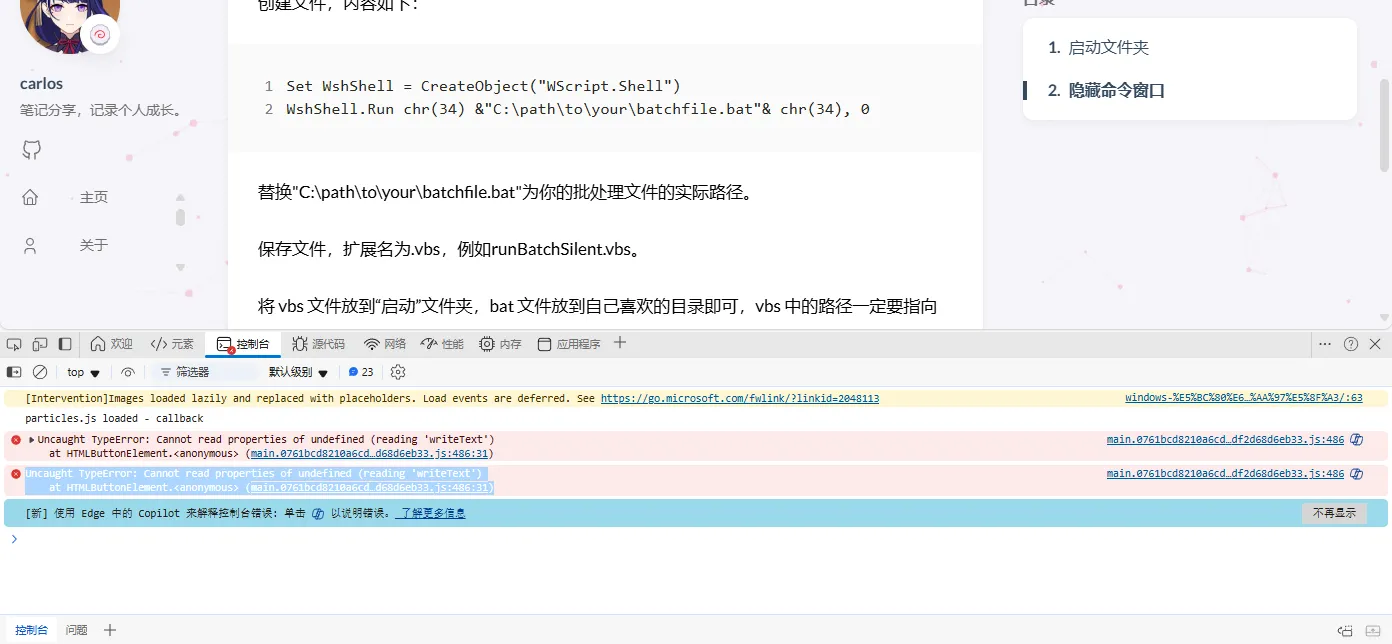 创建文件，内容如下：
目录
1. 启动文件夹
2. 隐藏命令窗口
carlos
笔记分享，记录个人成长。
主页
关于
1 Set WshShell = CreateObject("WScript.Shell")
2 WshShell.Run chr(34) &"C:\path\to\your\batchfile.bat"& chr(34), 0
替换"C:\path\to\your\batchfile.bat"为你的批处理文件的实际路径。
保存文件，扩展名为.vbs，例如runBatchSilent.vbs。
将 vbs 文件放到“启动”文件夹，bat 文件放到自己喜欢的目录即可，vbs 中的路径一定要指向
欢迎 元素 控制台 源代码 网络 性能 内存 应用程序
top 筛选器 默认级别 23
[Intervention]Images loaded lazily and replaced with placeholders. Load events are deferred. See https://go.microsoft.com/fwlink/?linkid=2048113 windows-%E5%BC%80%E6…%AA%97%E5%8F%A3/:63
particles.js loaded - callback
Uncaught TypeError: Cannot read properties of undefined (reading 'writeText') main.0761bcd8210a6cd…df2d68d6eb33.js:486
at HTMLButtonElement.<anonymous> (main.0761bcd8210a6cd…d68d6eb33.js:486:31)
Uncaught TypeError: Cannot read properties of undefined (reading 'writeText') main.0761bcd8210a6cd…df2d68d6eb33.js:486
at HTMLButtonElement.<anonymous> (main.0761bcd8210a6cd…d68d6eb33.js:486:31)
[新] 使用 Edge 中的 Copilot 来解释控制台错误: 单击 以说明错误。 了解更多信息 不再显示
控制台 问题